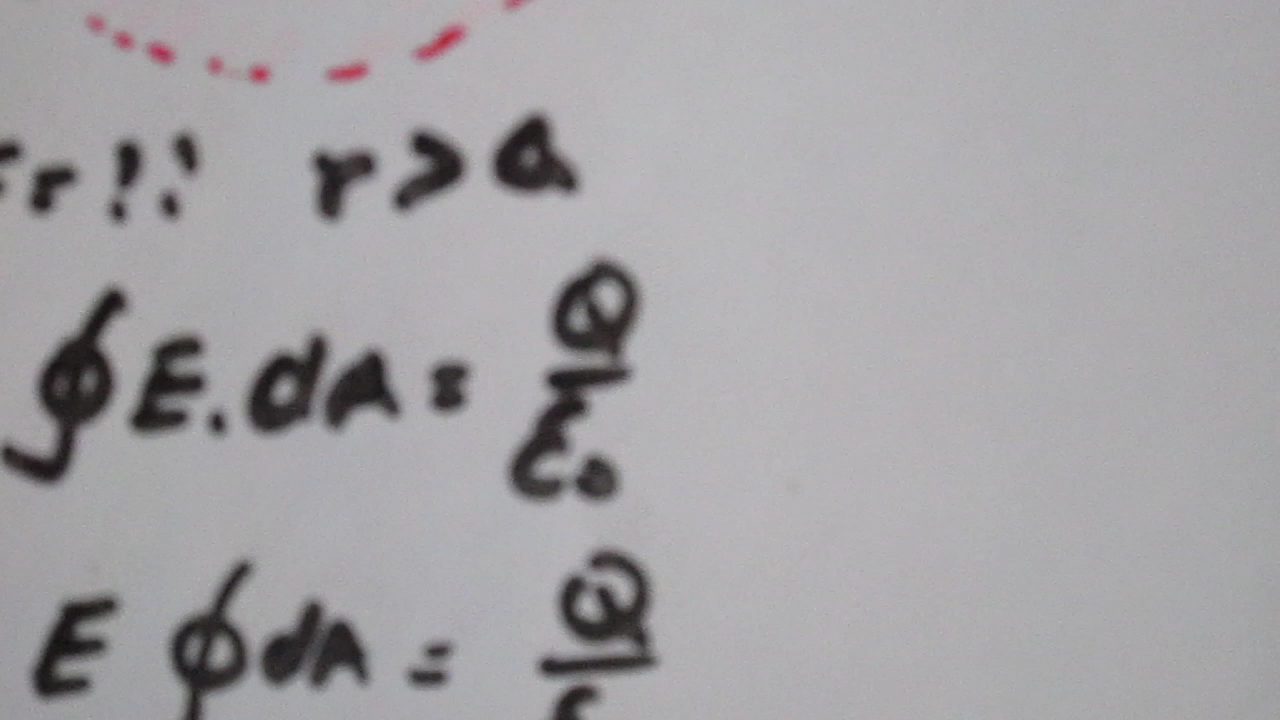 r > a
∮ E . dA = Q/ε₀
E ∮ dA = Q/